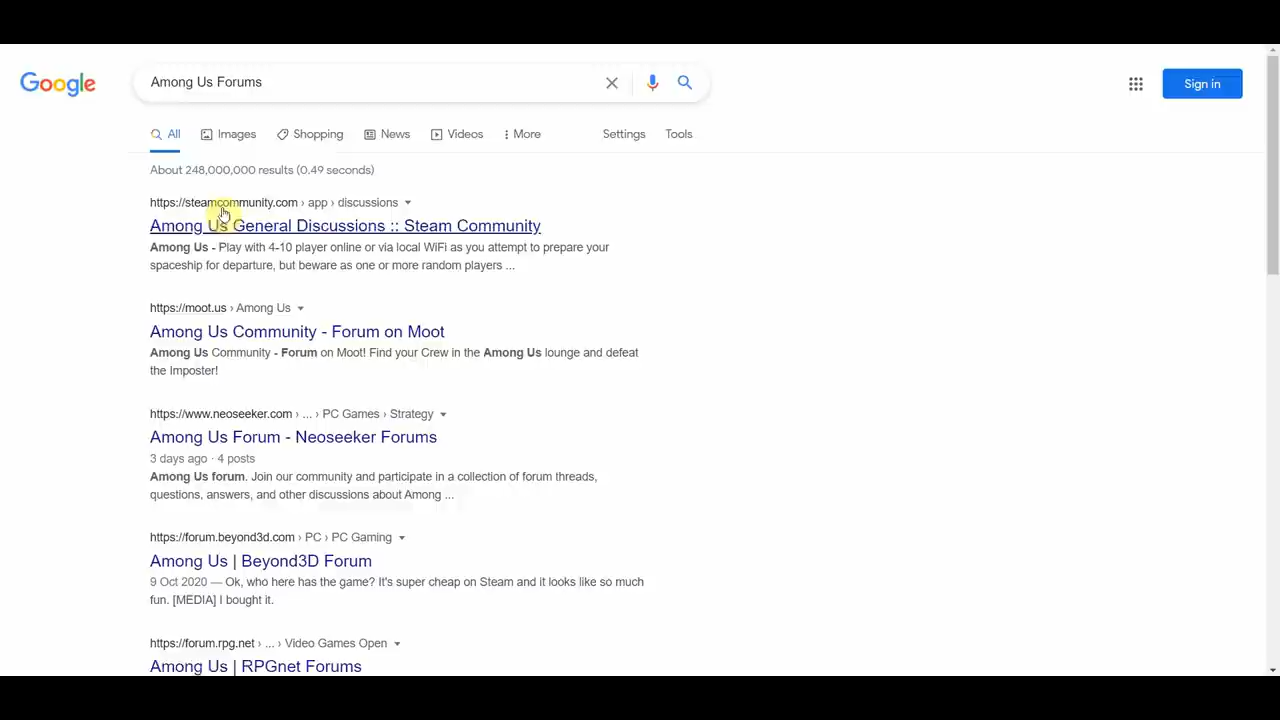 Google
Among Us Forums
Sign in
All Images Shopping News Videos More Settings Tools
About 248,000,000 results (0.49 seconds)
https://steamcommunity.com › app › discussions
Among Us General Discussions :: Steam Community
Among Us - Play with 4-10 player online or via local WiFi as you attempt to prepare your
spaceship for departure, but beware as one or more random players ...
https://moot.us › Among Us
Among Us Community - Forum on Moot
Among Us Community - Forum on Moot! Find your Crew in the Among Us lounge and defeat
the Imposter!
https://www.neoseeker.com › ... › PC Games › Strategy
Among Us Forum - Neoseeker Forums
3 days ago · 4 posts
Among Us forum. Join our community and participate in a collection of forum threads,
questions, answers, and other discussions about Among ...
https://forum.beyond3d.com › PC › PC Gaming
Among Us | Beyond3D Forum
9 Oct 2020 — Ok, who here has the game? It's super cheap on Steam and it looks like so much
fun. [MEDIA] I bought it.
https://forum.rpg.net › ... › Video Games Open
Among Us | RPGnet Forums